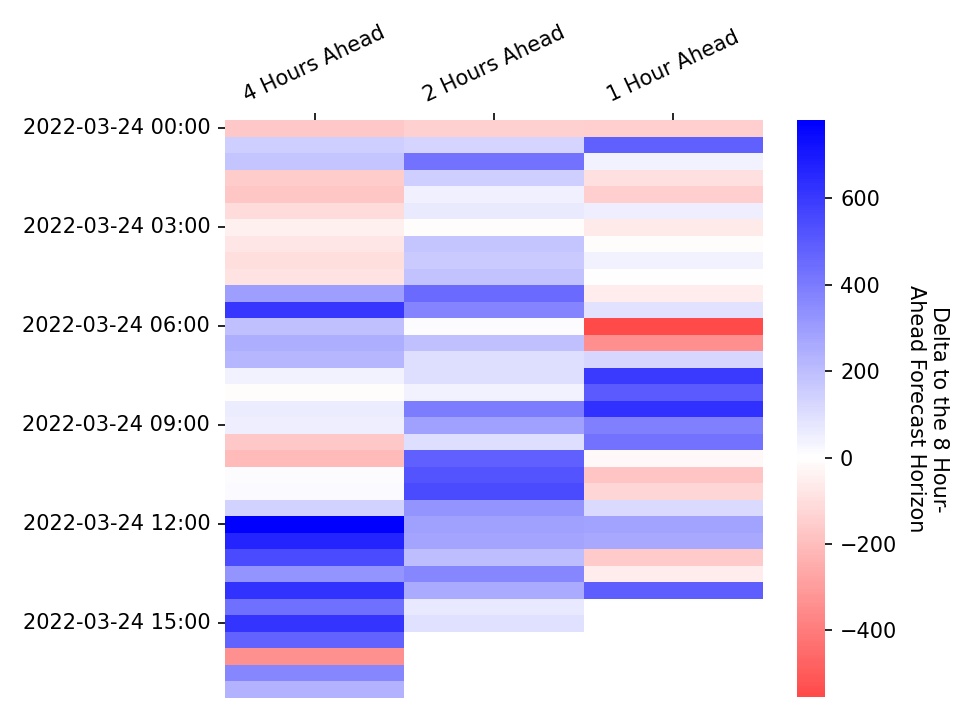 4 Hours Ahead
2 Hours Ahead
1 Hour Ahead
2022-03-24 00:00
2022-03-24 03:00
2022-03-24 06:00
2022-03-24 09:00
2022-03-24 12:00
2022-03-24 15:00
600
400
200
0
−200
−400
Delta to the 8 Hour-
Ahead Forecast Horizon